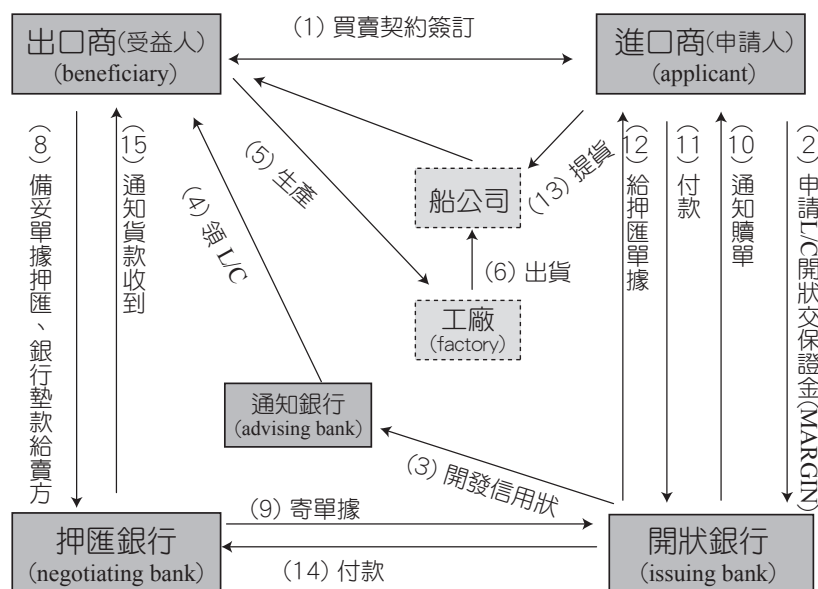 出口商(受益人)
(beneficiary)
(1) 買賣契約簽訂
進口商(申請人)
(applicant)
(8) 備妥單據押匯、銀行墊款給賣方
(15) 通知貨款收到
(4) 領 L/C
(5) 生產
船公司
(13) 提貨
(6) 出貨
工廠
(factory)
(12) 給押匯單據
(11) 付款
(10) 通知贖單
(2) 申請L/C開狀交保證金(MARGIN)
通知銀行
(advising bank)
(3) 開發信用狀
押匯銀行
(negotiating bank)
(9) 寄單據
(14) 付款
開狀銀行
(issuing bank)